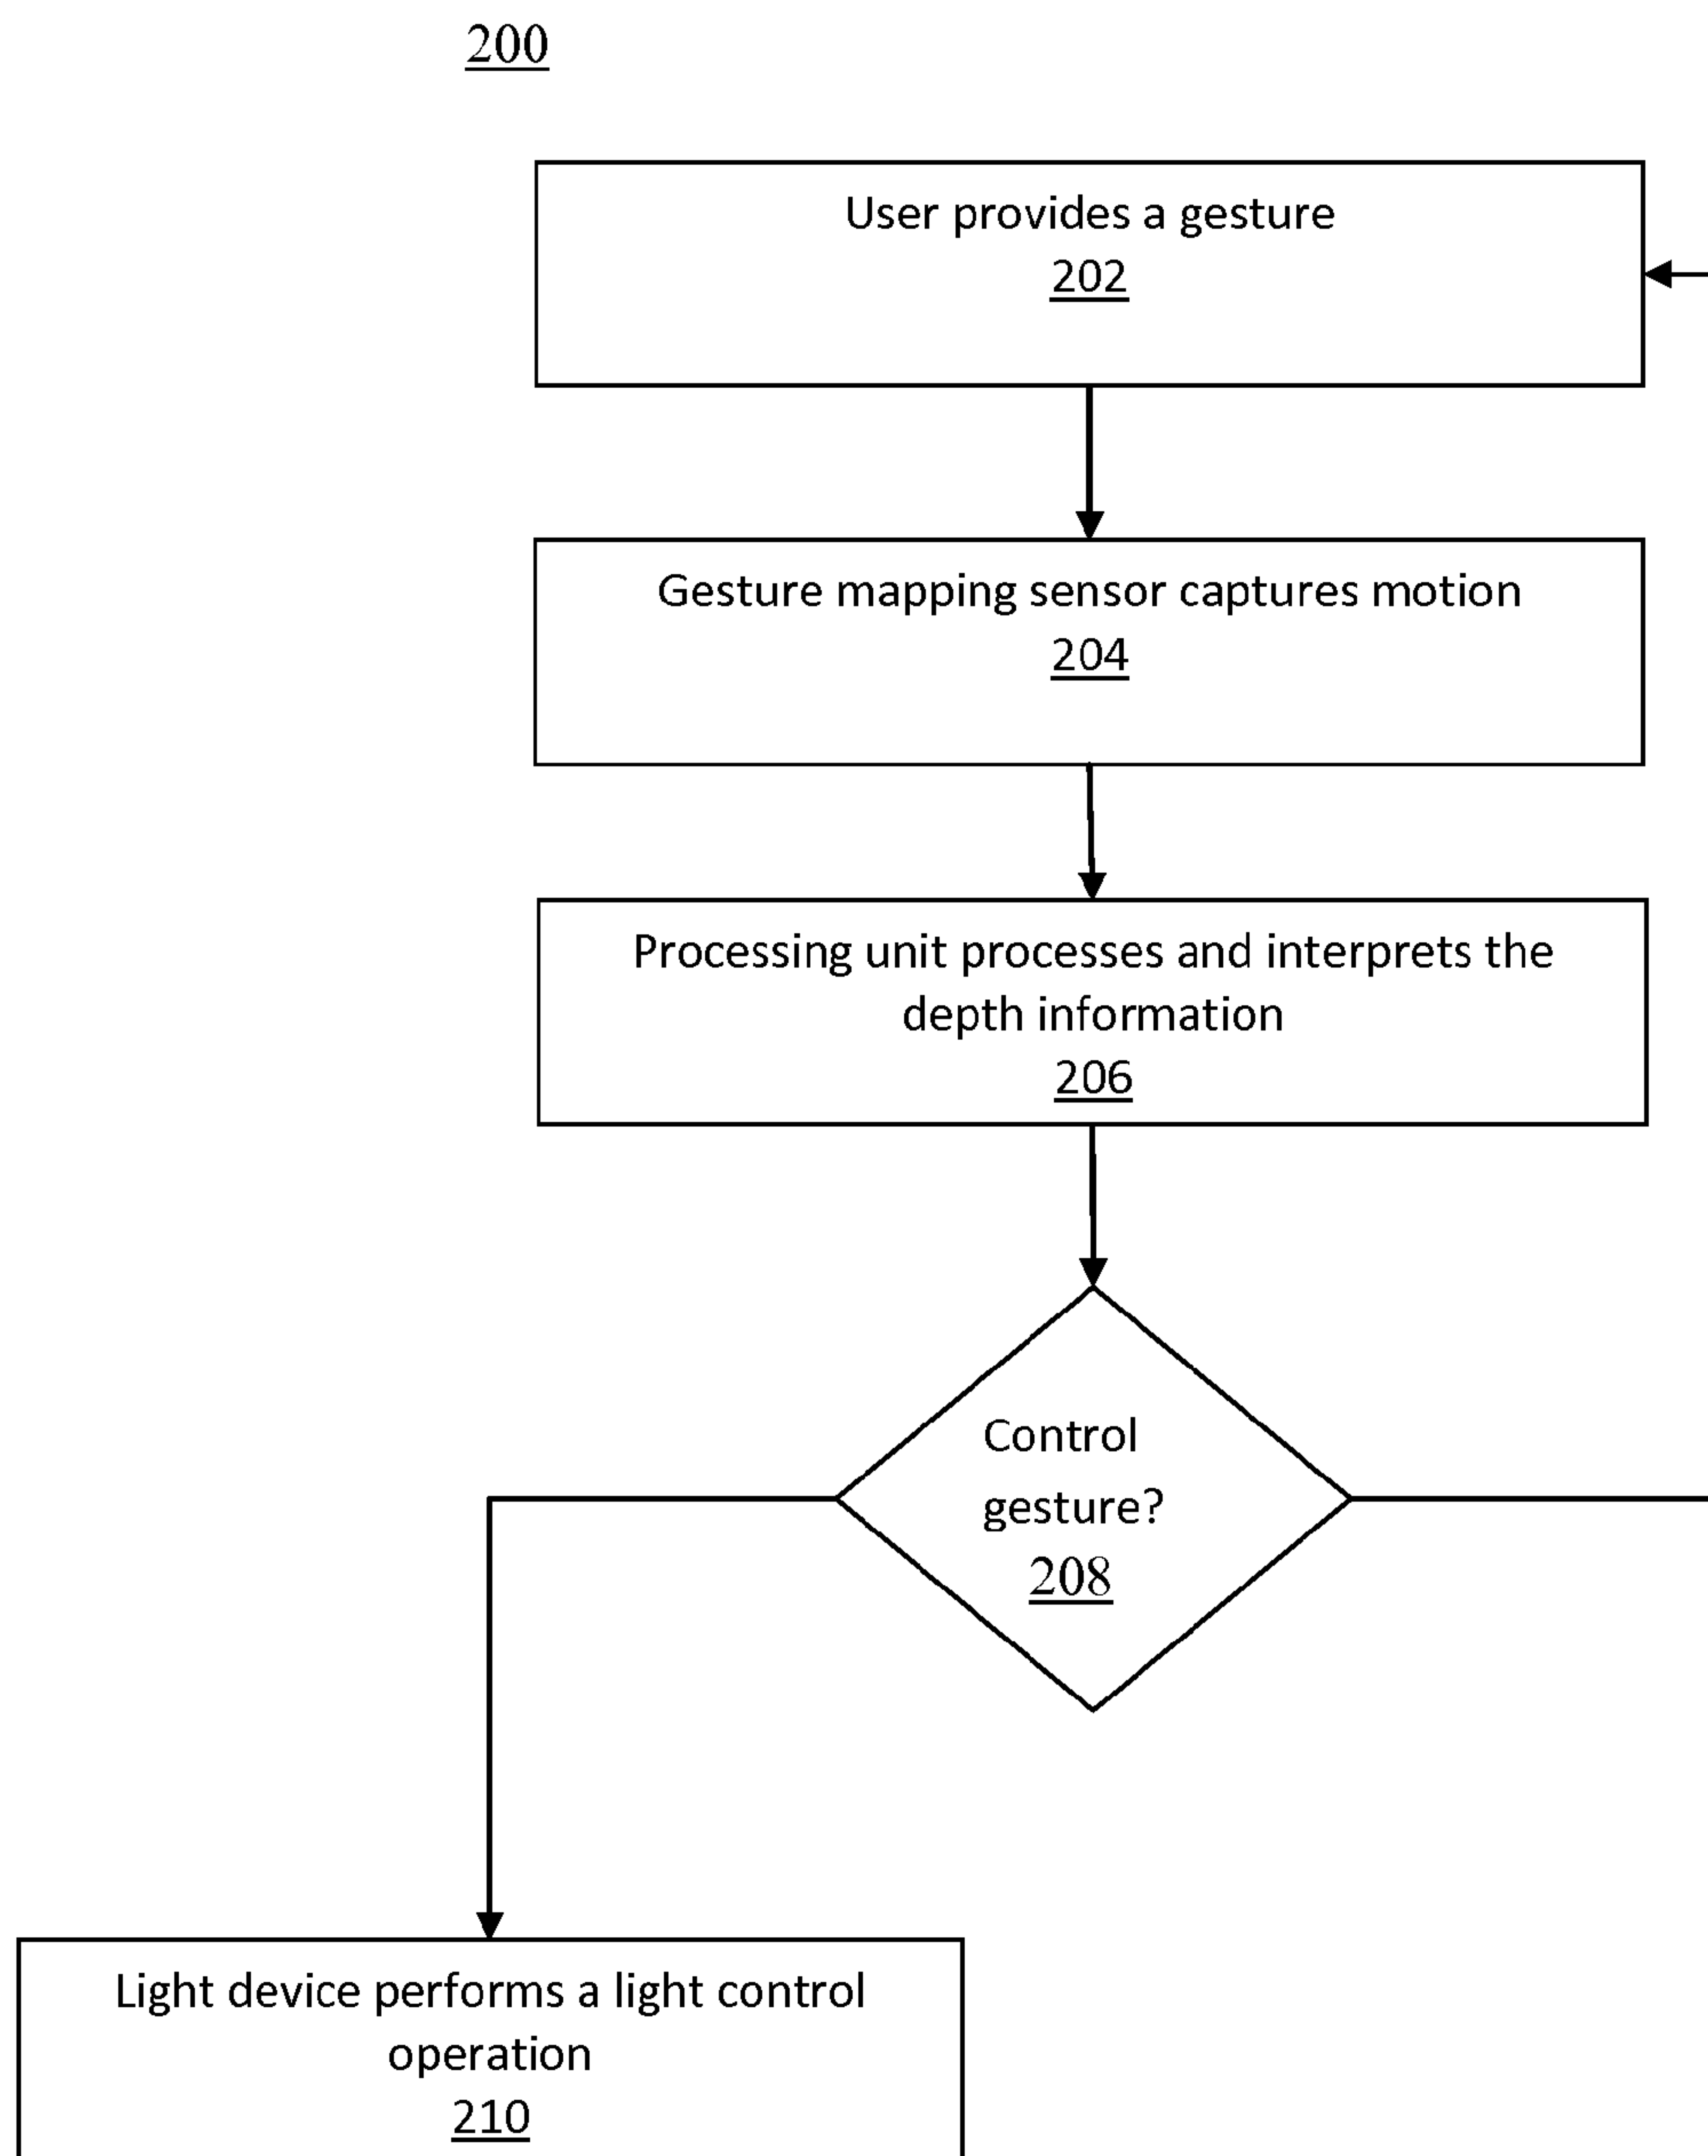 200
User provides a gesture
202
Gesture mapping sensor captures motion
204
Processing unit processes and interprets the
depth information
206
Control
gesture?
208
Light device performs a light control
operation
210